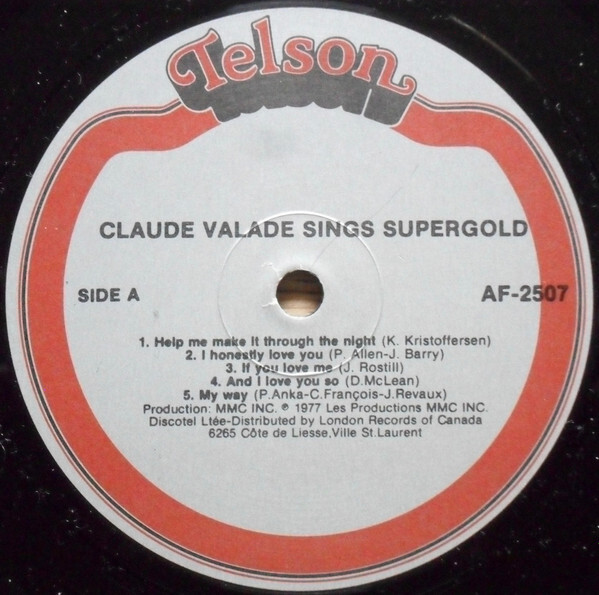 Telson
CLAUDE VALADE SINGS SUPERGOLD
SIDE A
AF-2507
1. Help me make it through the night (K. Kristoffersen)
2. I honestly love you (P. Allen-J. Barry)
3. If you love me (J. Rostill)
4. And I love you so (D.McLean)
5. My way (P.Anka-C.François-J.Revaux)
Production: MMC INC. ℗ 1977 Les Productions MMC INC.
Discotel Ltée-Distributed by London Records of Canada
6265 Côte de Liesse,Ville St.Laurent